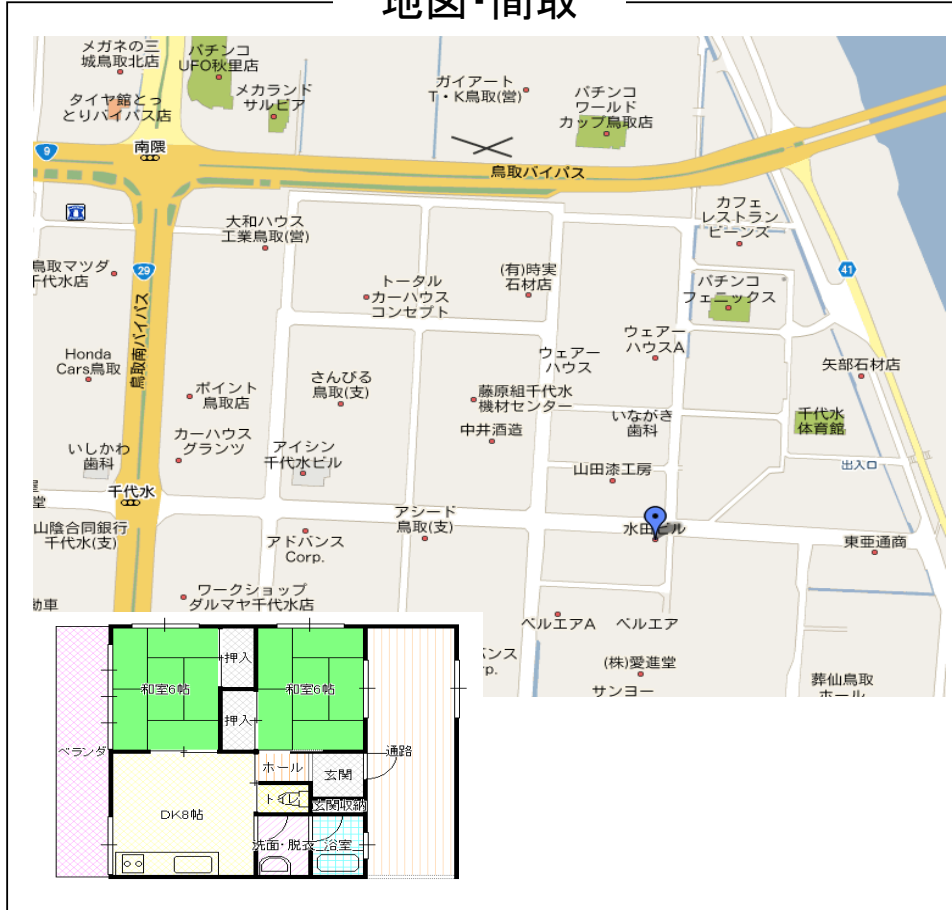 地図・間取
メガネの三
城鳥取北店
パチンコ
UFO秋里店
メカランド
サルビア
タイヤ館とっ
とりバイパス店
ガイアート
T・K鳥取(営)
パチンコ
ワールド
カップ鳥取店
南隈
9
鳥取バイパス
大和ハウス
工業鳥取(営)
カフェ
レストラン
ビーンズ
鳥取マツダ
千代水店
29
41
トータル
カーハウス
コンセプト
(有)時実
石材店
パチンコ
フェニックス
鳥取南バイパス
Honda
Cars鳥取
ポイント
鳥取店
さんびる
鳥取(支)
ウェアー
ハウス
ウェアー
ハウスA
矢部石材店
藤原組千代水
機材センター
いながき
歯科
千代水
体育館
カーハウス
グランツ
中井酒造
いしかわ
歯科
アイシン
千代水ビル
山田漆工房
出入口
千代水
堂
山陰合同銀行
千代水(支)
アドバンス
Corp.
アシード
鳥取(支)
水田ビル
東亜通商
ワークショップ
ダルマヤ千代水店
動車
ベルエアA
ベルエア
バンス
rp.
(株)愛進堂
サンヨー
葬仙鳥取
ホール
押入
和室6帖
和室6帖
押入
ベランダ
通路
ホール
玄関
トイレ
玄関収納
DK8帖
洗面・脱衣
浴室